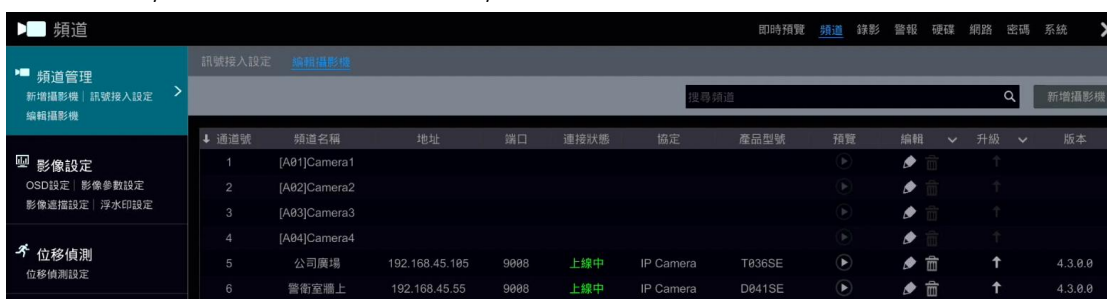 頻道 即時預覽 頻道 錄影 警報 硬碟 網路 密碼 系統
訊號接入設定 編輯攝影機
頻道管理
新增攝影機 | 訊號接入設定
編輯攝影機
搜尋頻道 新增攝影機
通道號 頻道名稱 地址 端口 連接狀態 協定 產品型號 預覽 編輯 升級 版本
1 [A01]Camera1
2 [A02]Camera2
3 [A03]Camera3
4 [A04]Camera4
5 公司廣場 192.168.45.105 9008 上線中 IP Camera T036SE 4.3.0.0
6 警衛室牆上 192.168.45.55 9008 上線中 IP Camera D041SE 4.3.0.0
影像設定
OSD設定 | 影像參數設定
影像遮擋設定 | 浮水印設定
位移偵測
位移偵測設定